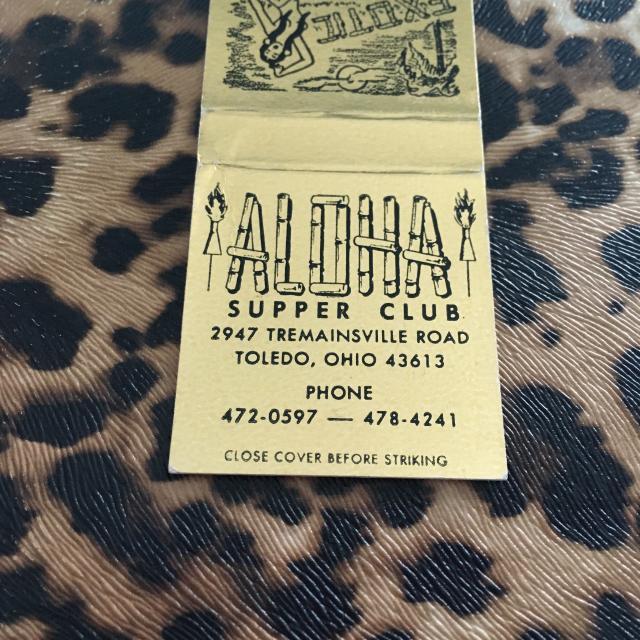 EXOTIC
ALOHA
SUPPER CLUB
2947 TREMAINSVILLE ROAD
TOLEDO, OHIO 43613
PHONE
472-0597 — 478-4241
CLOSE COVER BEFORE STRIKING